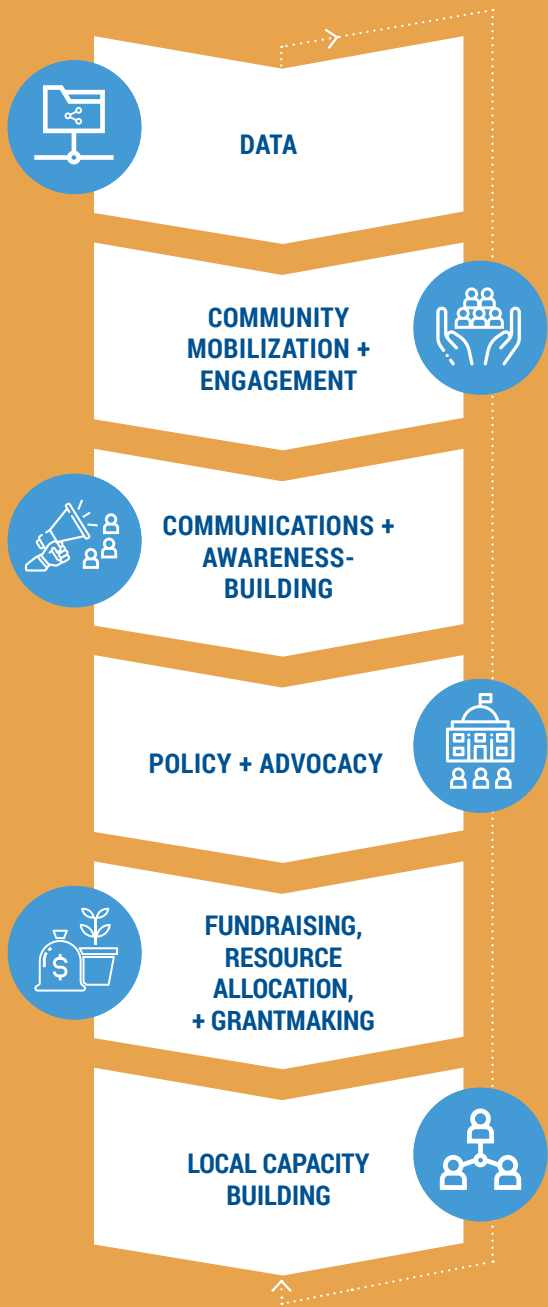 DATA
COMMUNITY
MOBILIZATION +
ENGAGEMENT
COMMUNICATIONS +
AWARENESS-
BUILDING
POLICY + ADVOCACY
$
FUNDRAISING,
RESOURCE
ALLOCATION,
+ GRANTMAKING
LOCAL CAPACITY
BUILDING